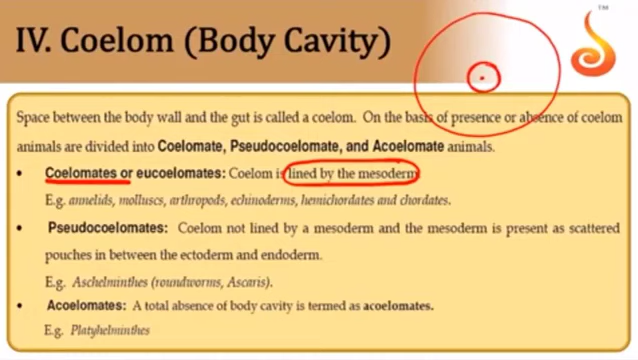 IV. Coelom (Body Cavity)
TM
Space between the body wall and the gut is called a coelom. On the basis of presence or absence of coelom
animals are divided into Coelomate, Pseudocoelomate, and Acoelomate animals.
• Coelomates or eucoelomates: Coelom is lined by the mesoderm
E.g. annelids, molluscs, arthropods, echinoderms, hemichordates and chordates.
• Pseudocoelomates: Coelom not lined by a mesoderm and the mesoderm is present as scattered
pouches in between the ectoderm and endoderm.
E.g. Aschelminthes (roundworms, Ascaris).
• Acoelomates: A total absence of body cavity is termed as acoelomates.
E.g. Platyhelminthes